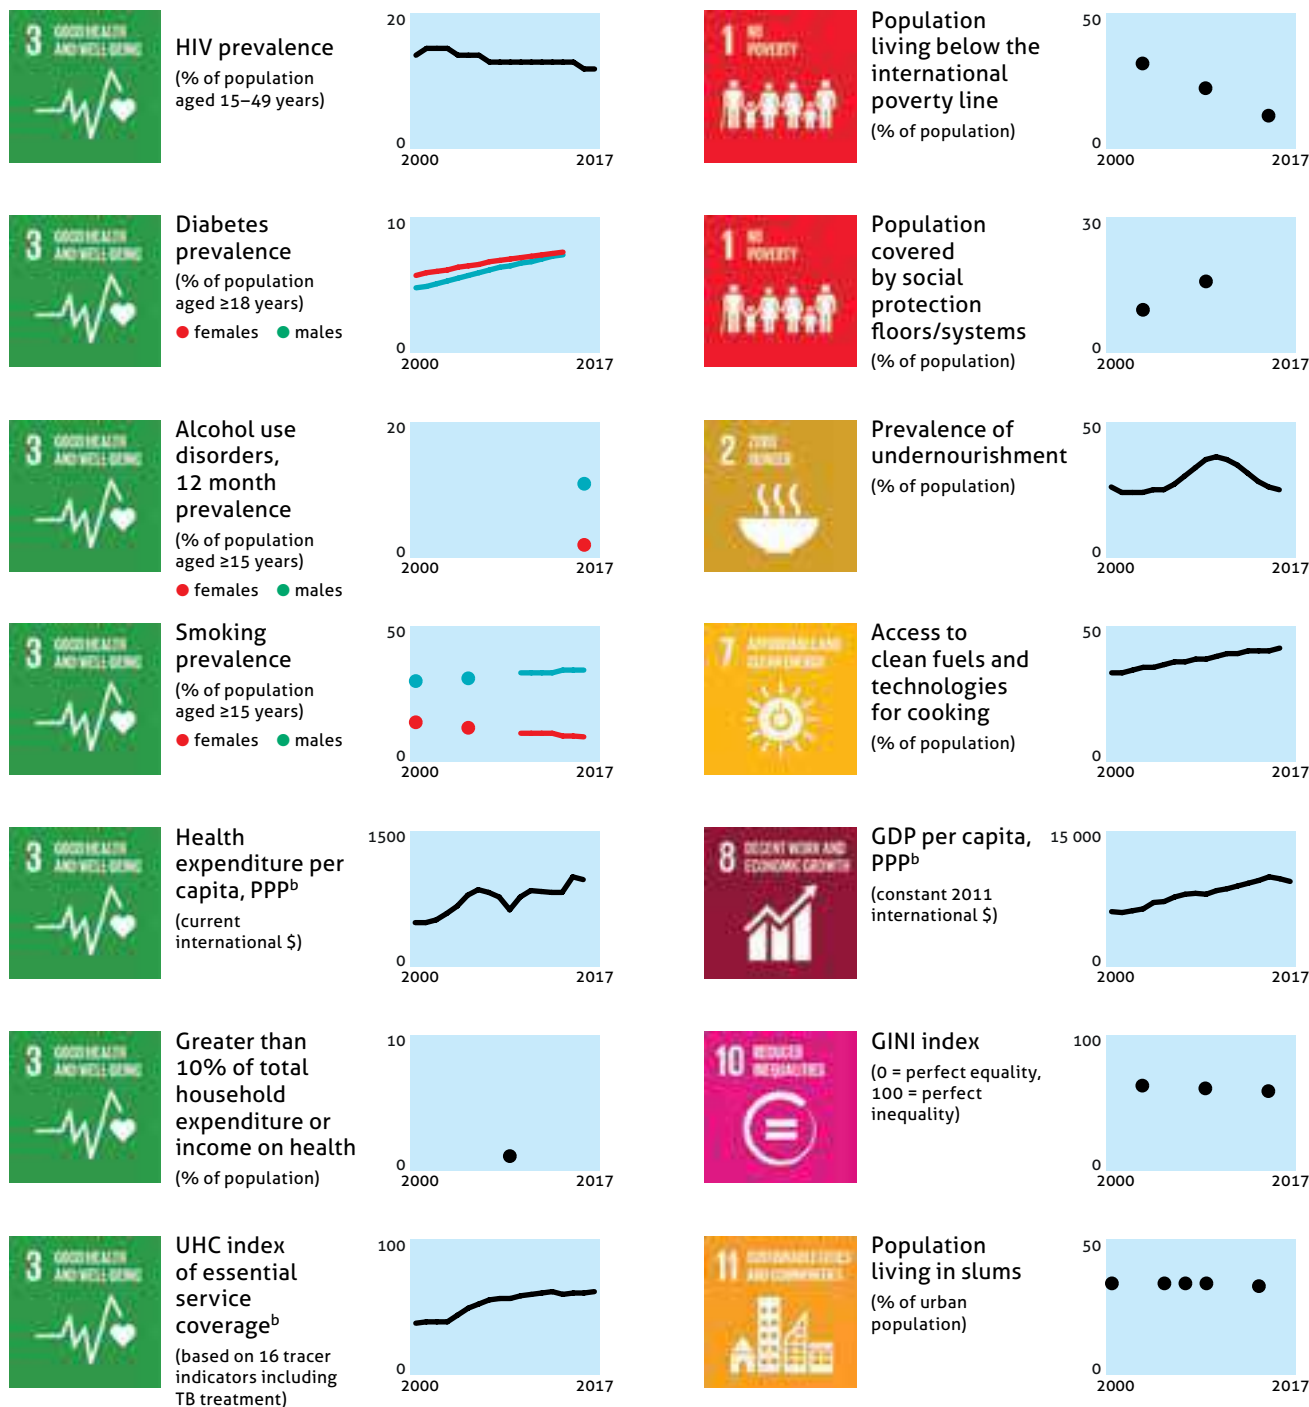 3 GOOD HEALTH
AND WELL-BEING
HIV prevalence
(% of population
aged 15–49 years)
20
0
2000 2017
3 GOOD HEALTH
AND WELL-BEING
Diabetes
prevalence
(% of population
aged ≥18 years)
females males
10
0
2000 2017
3 GOOD HEALTH
AND WELL-BEING
Alcohol use
disorders,
12 month
prevalence
(% of population
aged ≥15 years)
females males
20
0
2000 2017
3 GOOD HEALTH
AND WELL-BEING
Smoking
prevalence
(% of population
aged ≥15 years)
females males
50
0
2000 2017
3 GOOD HEALTH
AND WELL-BEING
Health
expenditure per
capita, PPPᵇ
(current
international $)
1500
0
2000 2017
3 GOOD HEALTH
AND WELL-BEING
Greater than
10% of total
household
expenditure or
income on health
(% of population)
10
0
2000 2017
3 GOOD HEALTH
AND WELL-BEING
UHC index
of essential
service
coverageᵇ
(based on 16 tracer
indicators including
TB treatment)
100
0
2000 2017
1 NO
POVERTY
Population
living below the
international
poverty line
(% of population)
50
0
2000 2017
1 NO
POVERTY
Population
covered
by social
protection
floors/systems
(% of population)
30
0
2000 2017
2 ZERO
HUNGER
Prevalence of
undernourishment
(% of population)
50
0
2000 2017
7 AFFORDABLE AND
CLEAN ENERGY
Access to
clean fuels and
technologies
for cooking
(% of population)
50
0
2000 2017
8 DECENT WORK AND
ECONOMIC GROWTH
GDP per capita,
PPPᵇ
(constant 2011
international $)
15 000
0
2000 2017
10 REDUCED
INEQUALITIES
GINI index
(0 = perfect equality,
100 = perfect
inequality)
100
0
2000 2017
11 SUSTAINABLE CITIES
AND COMMUNITIES
Population
living in slums
(% of urban
population)
50
0
2000 2017